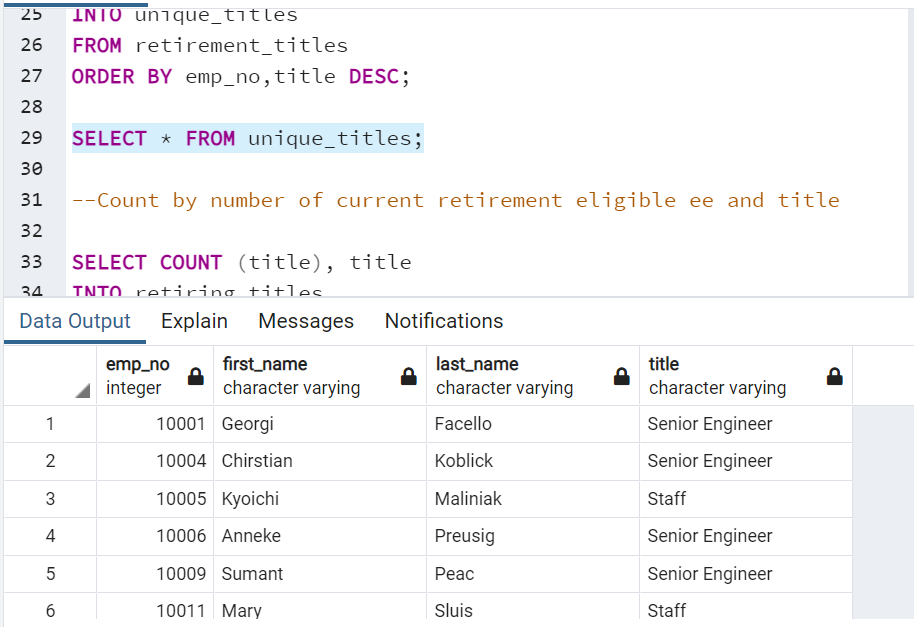 25 INTO unique_titles
26 FROM retirement_titles
27 ORDER BY emp_no,title DESC;
28
29 SELECT * FROM unique_titles;
30
31 --Count by number of current retirement eligible ee and title
32
33 SELECT COUNT (title), title
34 INTO retiring_titles
Data Output Explain Messages Notifications
emp_no first_name last_name title
integer character varying character varying character varying
1 10001 Georgi Facello Senior Engineer
2 10004 Chirstian Koblick Senior Engineer
3 10005 Kyoichi Maliniak Staff
4 10006 Anneke Preusig Senior Engineer
5 10009 Sumant Peac Senior Engineer
6 10011 Mary Sluis Staff